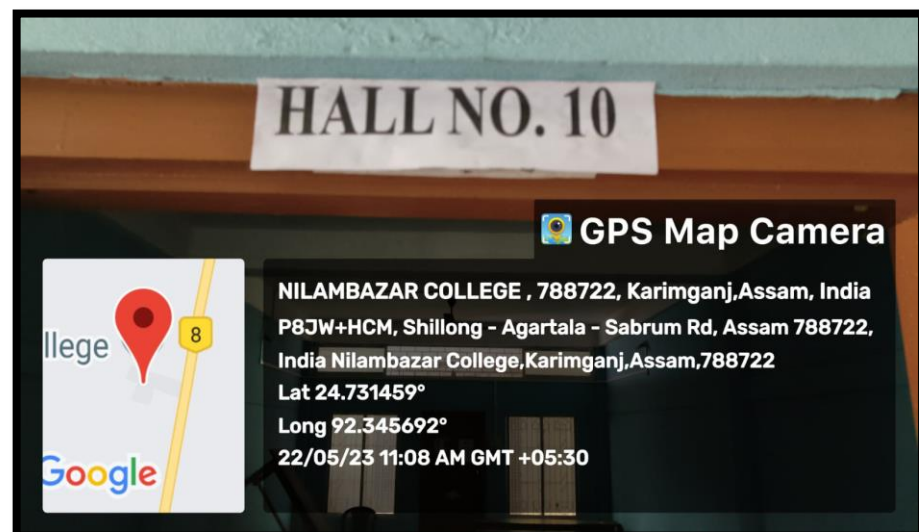 HALL NO. 10
GPS Map Camera
NILAMBAZAR COLLEGE , 788722, Karimganj,Assam, India
P8JW+HCM, Shillong - Agartala - Sabrum Rd, Assam 788722,
India Nilambazar College,Karimganj,Assam,788722
Lat 24.731459°
Long 92.345692°
22/05/23 11:08 AM GMT +05:30
llege
8
Google